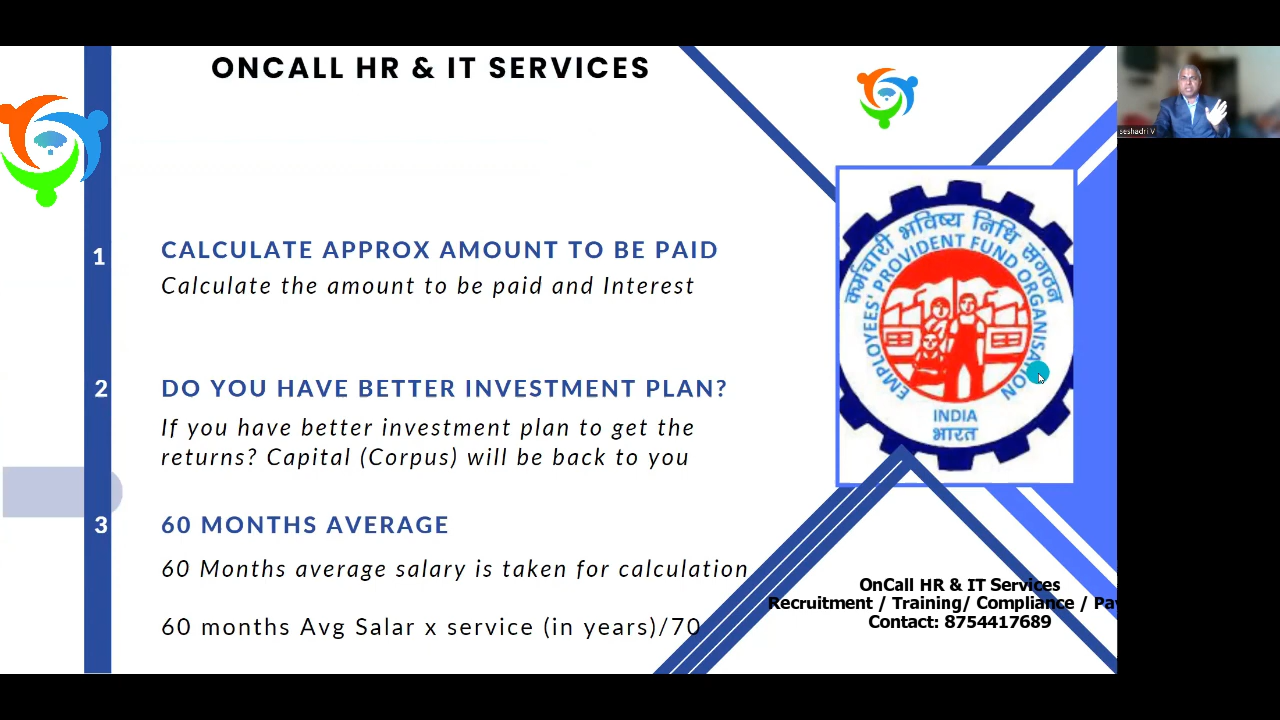 ONCALL HR & IT SERVICES
seshadri V
1
CALCULATE APPROX AMOUNT TO BE PAID
Calculate the amount to be paid and Interest
2
DO YOU HAVE BETTER INVESTMENT PLAN?
If you have better investment plan to get the
returns? Capital (Corpus) will be back to you
3
60 MONTHS AVERAGE
60 Months average salary is taken for calculation
60 months Avg Salar x service (in years)/70
कर्मचारी भविष्य निधि संगठन
EMPLOYEES' PROVIDENT FUND ORGANISATION
INDIA
भारत
OnCall HR & IT Services
Recruitment / Training/ Compliance / Pay
Contact: 8754417689